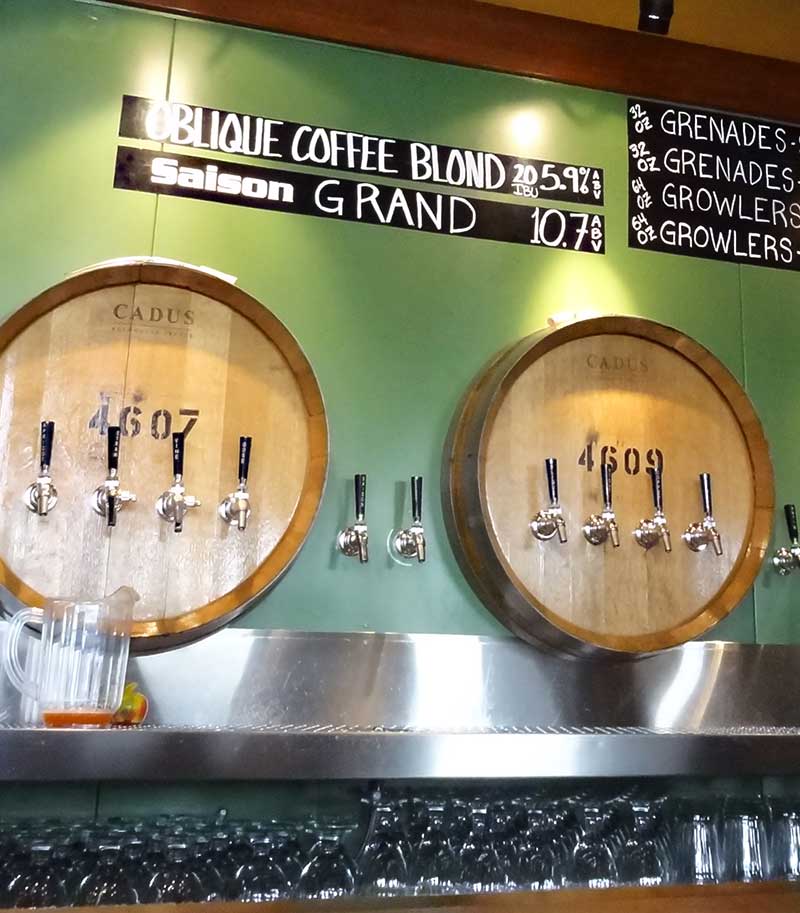 OBLIQUE COFFEE BLOND 20 IBU 5.9% ABV
Saison GRAND 10.7 ABV
32 OZ GRENADES-
32 OZ GRENADES-
64 OZ GROWLERS
64 OZ GROWLERS-
CADUS
4607
CADUS
4609